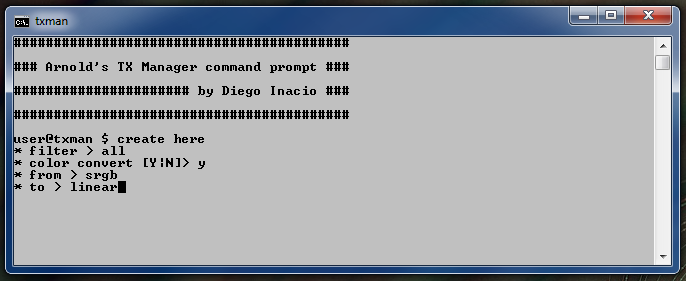 txman
###########################################
### Arnold's TX Manager command prompt ###
###################### by Diego Inacio ###
###########################################
user@txman $ create here
* filter > all
* color convert [Y¦N]> y
* from > srgb
* to > linear